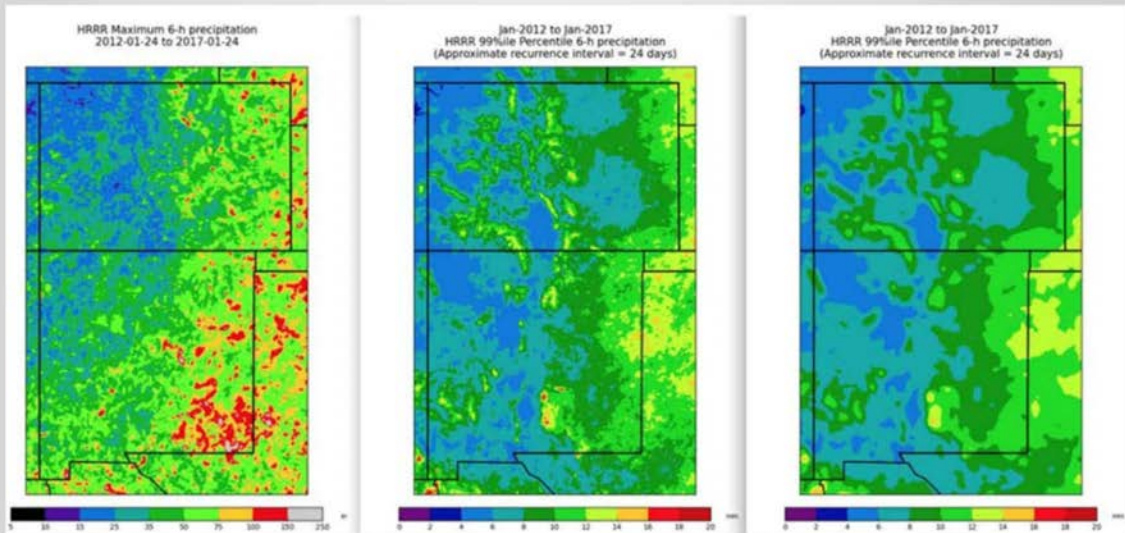 HRRR Maximum 6-h precipitation
2012-01-24 to 2017-01-24
Jan-2012 to Jan-2017
HRRR 99%ile Percentile 6-h precipitation
(Approximate recurrence interval = 24 days)
Jan-2012 to Jan-2017
HRRR 99%ile Percentile 6-h precipitation
(Approximate recurrence interval = 24 days)
5 10 15 25 35 50 75 100 150 250
0 2 4 6 8 10 12 14 16 18 20 mm
0 2 4 6 8 10 12 14 16 18 20 mm